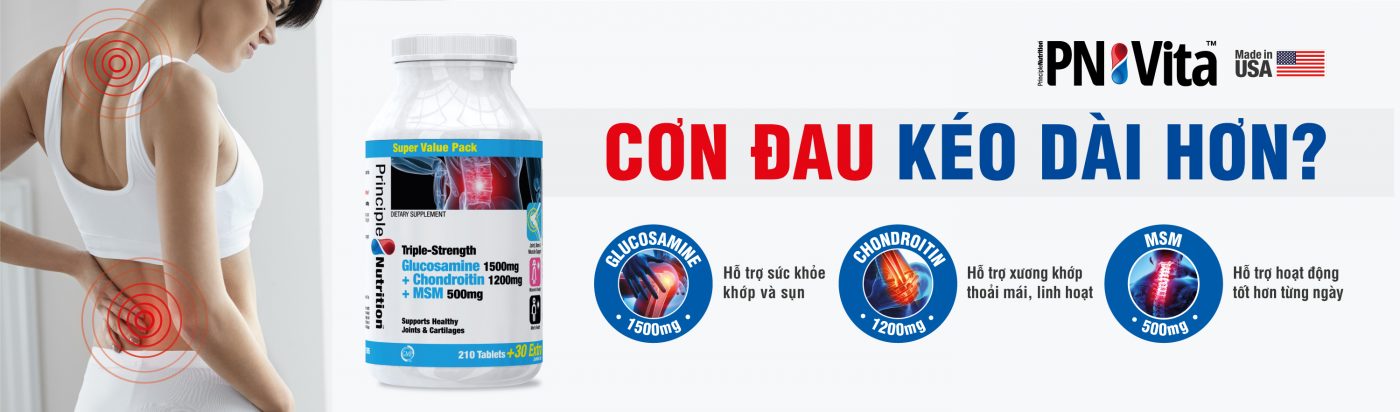 PrincipleNutrition
PN Vita™
Made in
USA
CƠN ĐAU KÉO DÀI HƠN?
GLUCOSAMINE
1500mg
Hỗ trợ sức khỏe
khớp và sụn
CHONDROITIN
1200mg
Hỗ trợ xương khớp
thoải mái, linh hoạt
MSM
500mg
Hỗ trợ hoạt động
tốt hơn từng ngày
Super Value Pack
Principle Nutrition
DIETARY SUPPLEMENT
Triple-Strength
Glucosamine 1500mg
+ Chondroitin 1200mg
+ MSM 500mg
Supports Healthy
Joints & Cartilages
GMP
210 Tablets +30 Extra